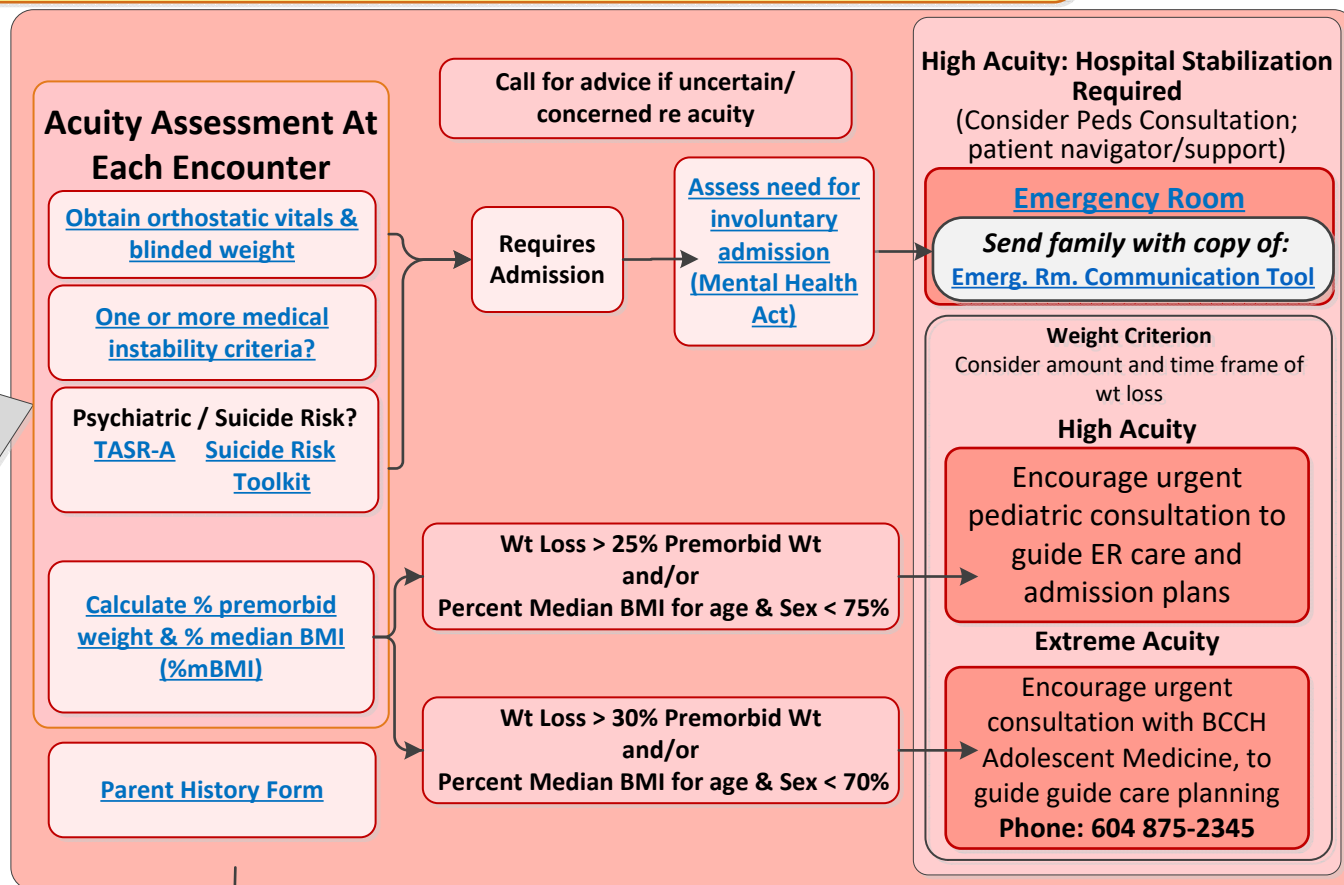 Acuity Assessment At
Each Encounter
Obtain orthostatic vitals &
blinded weight
One or more medical
instability criteria?
Psychiatric / Suicide Risk?
TASR-A Suicide Risk
Toolkit
Calculate % premorbid
weight & % median BMI
(%mBMI)
Parent History Form
Call for advice if uncertain/
concerned re acuity
Requires
Admission
Assess need for
involuntary
admission
(Mental Health
Act)
Wt Loss > 25% Premorbid Wt
and/or
Percent Median BMI for age & Sex < 75%
Wt Loss > 30% Premorbid Wt
and/or
Percent Median BMI for age & Sex < 70%
High Acuity: Hospital Stabilization
Required
(Consider Peds Consultation;
patient navigator/support)
Emergency Room
Send family with copy of:
Emerg. Rm. Communication Tool
Weight Criterion
Consider amount and time frame of
wt loss
High Acuity
Encourage urgent
pediatric consultation to
guide ER care and
admission plans
Extreme Acuity
Encourage urgent
consultation with BCCH
Adolescent Medicine, to
guide guide care planning
Phone: 604 875-2345